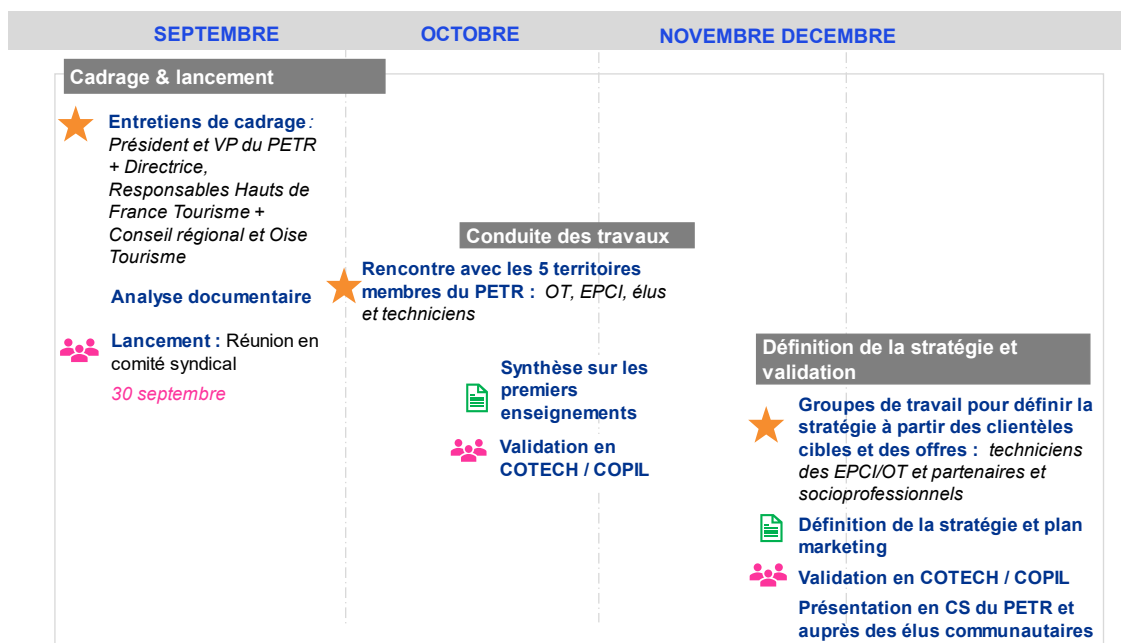 SEPTEMBRE
OCTOBRE
NOVEMBRE DECEMBRE
Cadrage & lancement
Entretiens de cadrage :
Président et VP du PETR
+ Directrice,
Responsables Hauts de
France Tourisme +
Conseil régional et Oise
Tourisme
Analyse documentaire
Lancement : Réunion en
comité syndical
30 septembre
Conduite des travaux
Rencontre avec les 5 territoires
membres du PETR : OT, EPCI, élus
et techniciens
Synthèse sur les
premiers
enseignements
Validation en
COTECH / COPIL
Définition de la stratégie et
validation
Groupes de travail pour définir la
stratégie à partir des clientèles
cibles et des offres : techniciens
des EPCI/OT et partenaires et
socioprofessionnels
Définition de la stratégie et plan
marketing
Validation en COTECH / COPIL
Présentation en CS du PETR et
auprès des élus communautaires